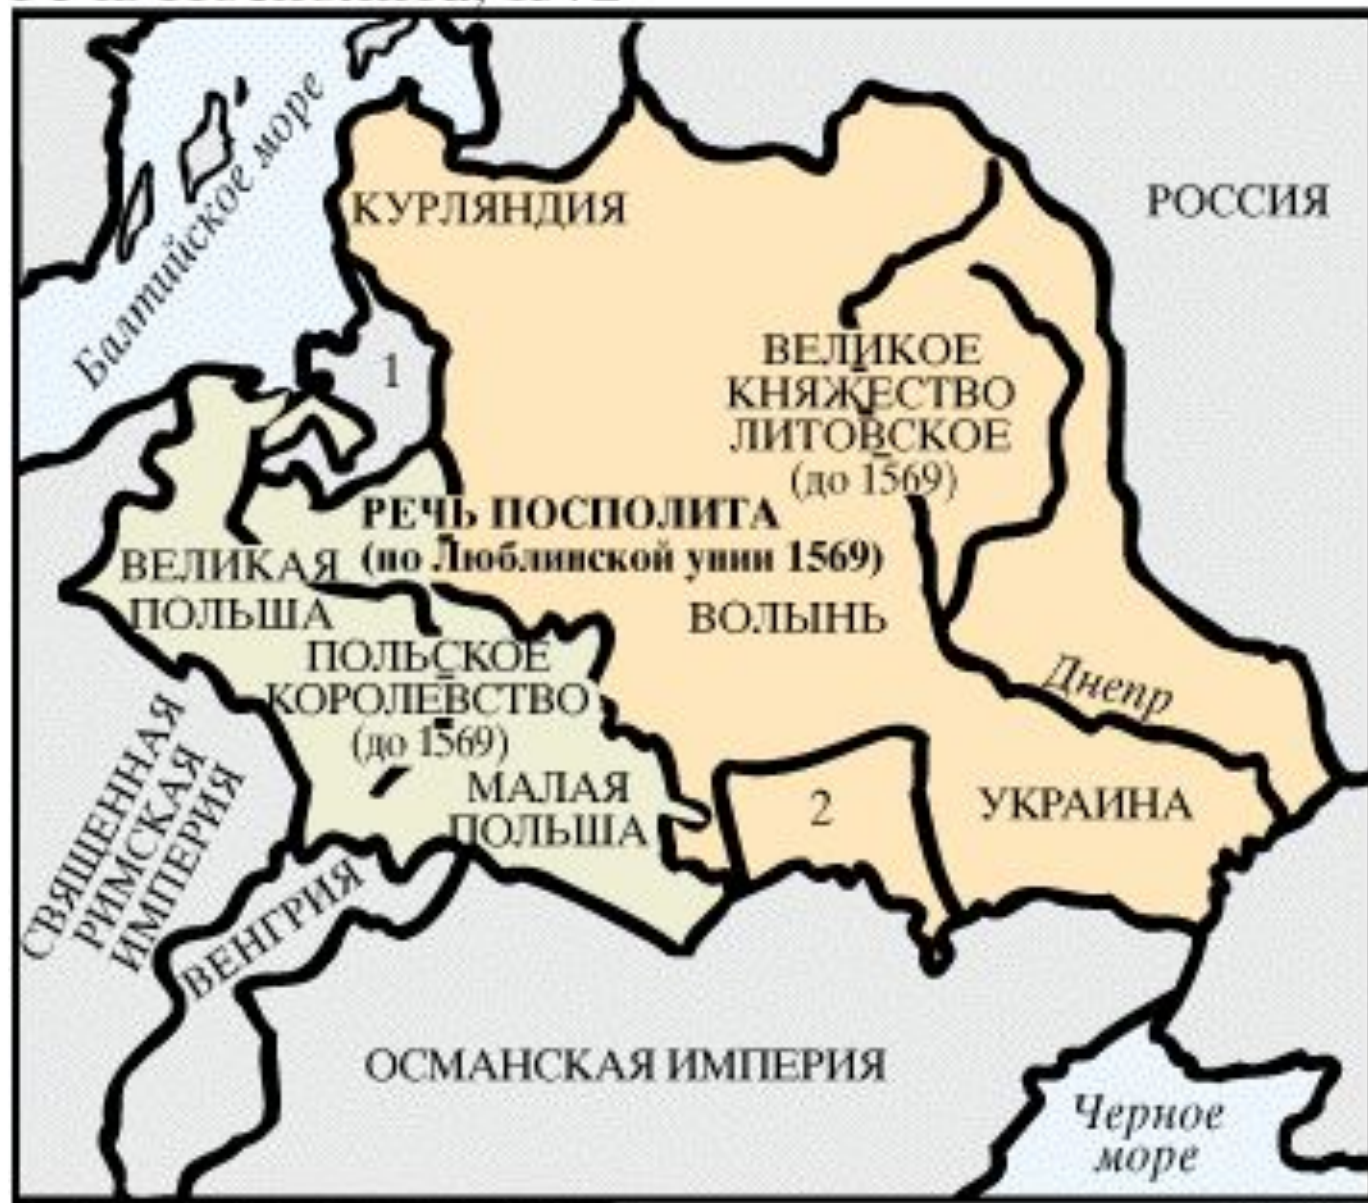 Балтийское море
КУРЛЯНДИЯ
РОССИЯ
1
ВЕЛИКОЕ
КНЯЖЕСТВО
ЛИТОВСКОЕ
(до 1569)
РЕЧЬ ПОСПОЛИТА
(по Люблинской унии 1569)
ВЕЛИКАЯ
ПОЛЬША
ВОЛЫНЬ
ПОЛЬСКОЕ
КОРОЛЕВСТВО
(до 1569)
Днепр
МАЛАЯ
ПОЛЬША
2
УКРАИНА
СВЯЩЕННАЯ
РИМСКАЯ
ИМПЕРИЯ
ВЕНГРИЯ
ОСМАНСКАЯ ИМПЕРИЯ
Черное
море